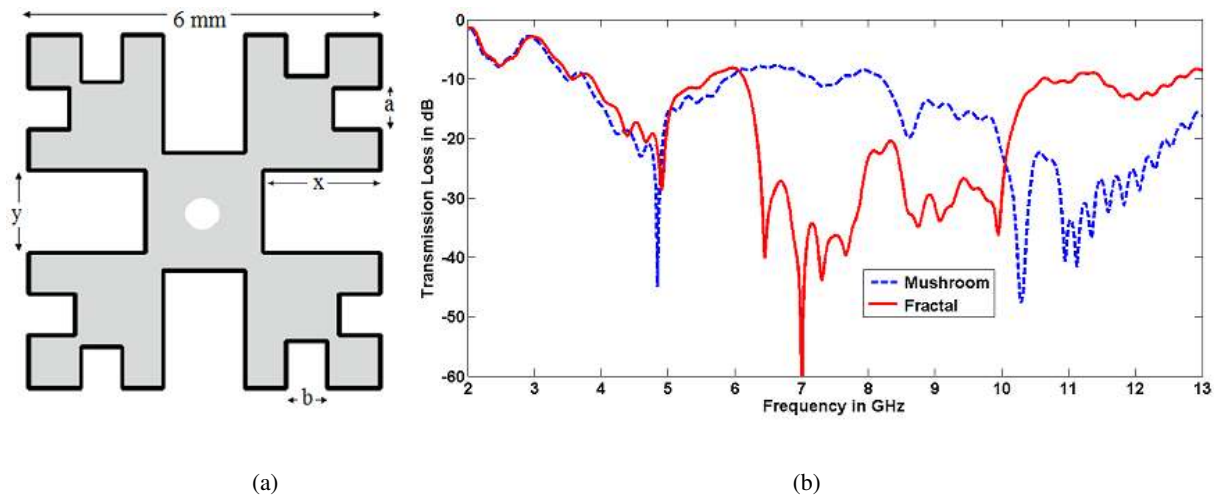 6 mm
a
x
y
b
(a)
Transmission Loss in dB
0
-10
-20
-30
-40
-50
-60
Mushroom
Fractal
2 3 4 5 6 7 8 9 10 11 12 13
Frequency in GHz
(b)